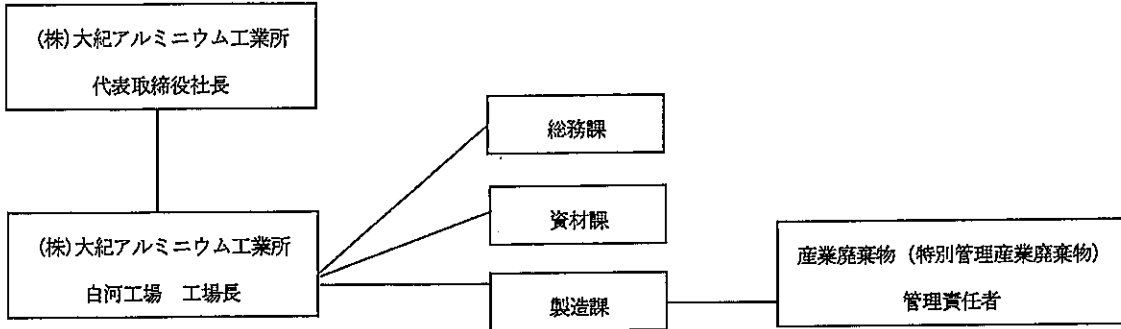 (株)大紀アルミニウム工業所
代表取締役社長
総務課
資材課
(株)大紀アルミニウム工業所
白河工場　工場長
製造課
産業廃棄物（特別管理産業廃棄物）
管理責任者